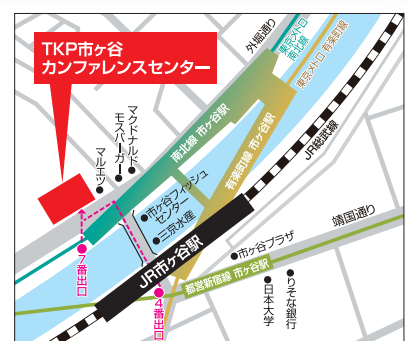 TKP市ヶ谷
カンファレンスセンター
外堀通り
東京メトロ
南北線
東京メトロ 有楽町線
マクドナルド
モスバーガー
マルエツ
南北線 市ヶ谷駅
有楽町線 市ヶ谷駅
JR総武線
市ヶ谷フィッシュ
センター
三京水産
靖国通り
7番出口
JR市ヶ谷駅
市ヶ谷プラザ
都営新宿線 市ヶ谷駅
4番出口
日本大学
りそな銀行